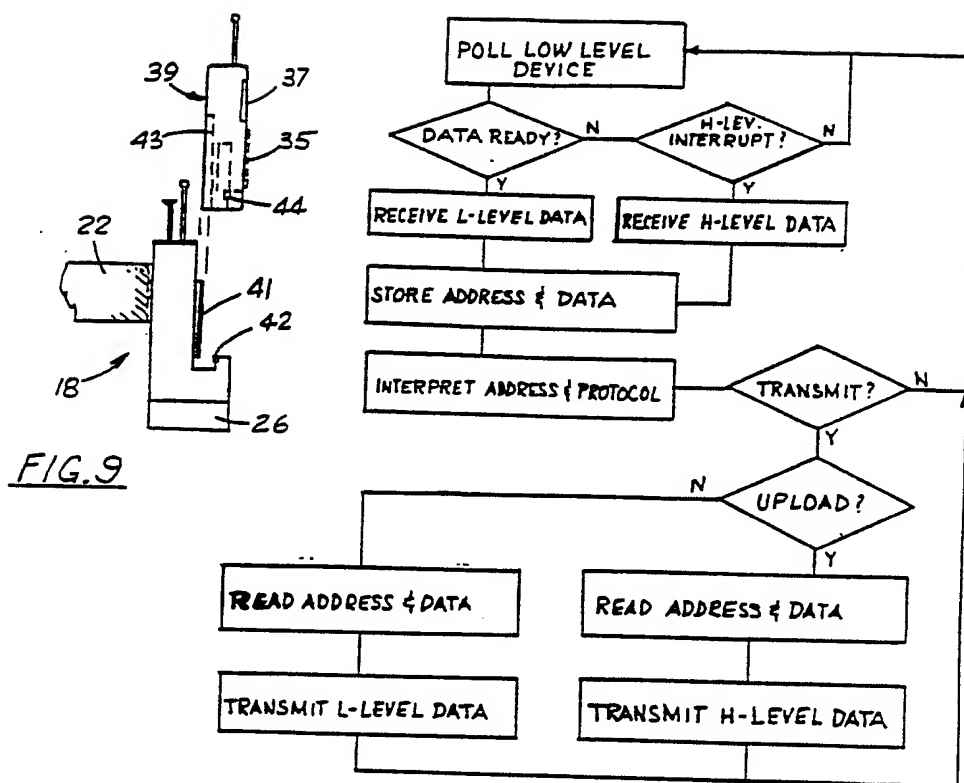 39
37
43
35
44
22
41
42
18
26
FIG.9
POLL LOW LEVEL
DEVICE
DATA READY?
N
H-LEV.
INTERRUPT?
N
Y
Y
RECEIVE L-LEVEL DATA
RECEIVE H-LEVEL DATA
STORE ADDRESS & DATA
INTERPRET ADDRESS & PROTOCOL
TRANSMIT?
N
Y
N
UPLOAD?
Y
READ ADDRESS & DATA
READ ADDRESS & DATA
TRANSMIT L-LEVEL DATA
TRANSMIT H-LEVEL DATA